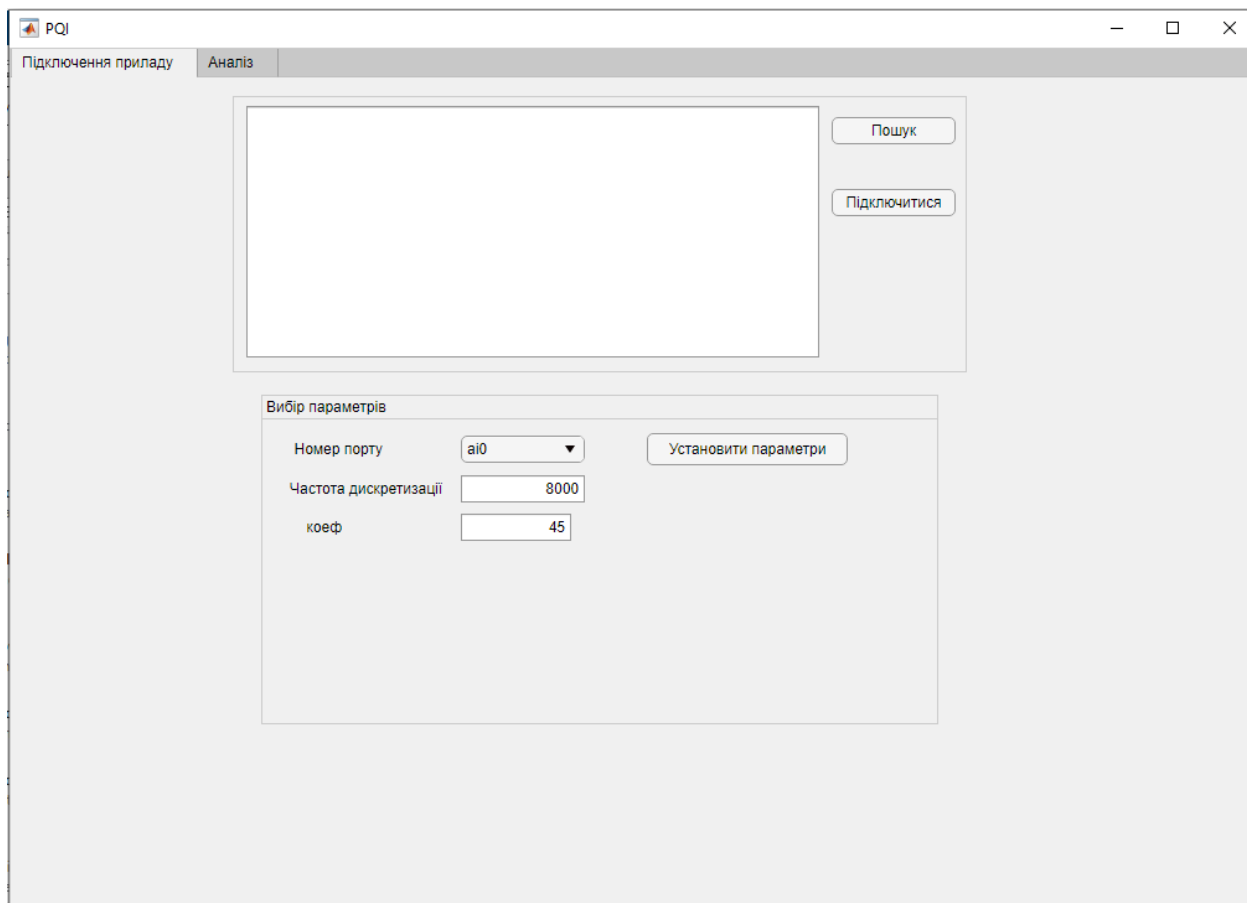 PQI
Підключення приладу Аналіз
Пошук
Підключитися
Вибір параметрів
Номер порту ai0 Установити параметри
Частота дискретизації 8000
коеф 45